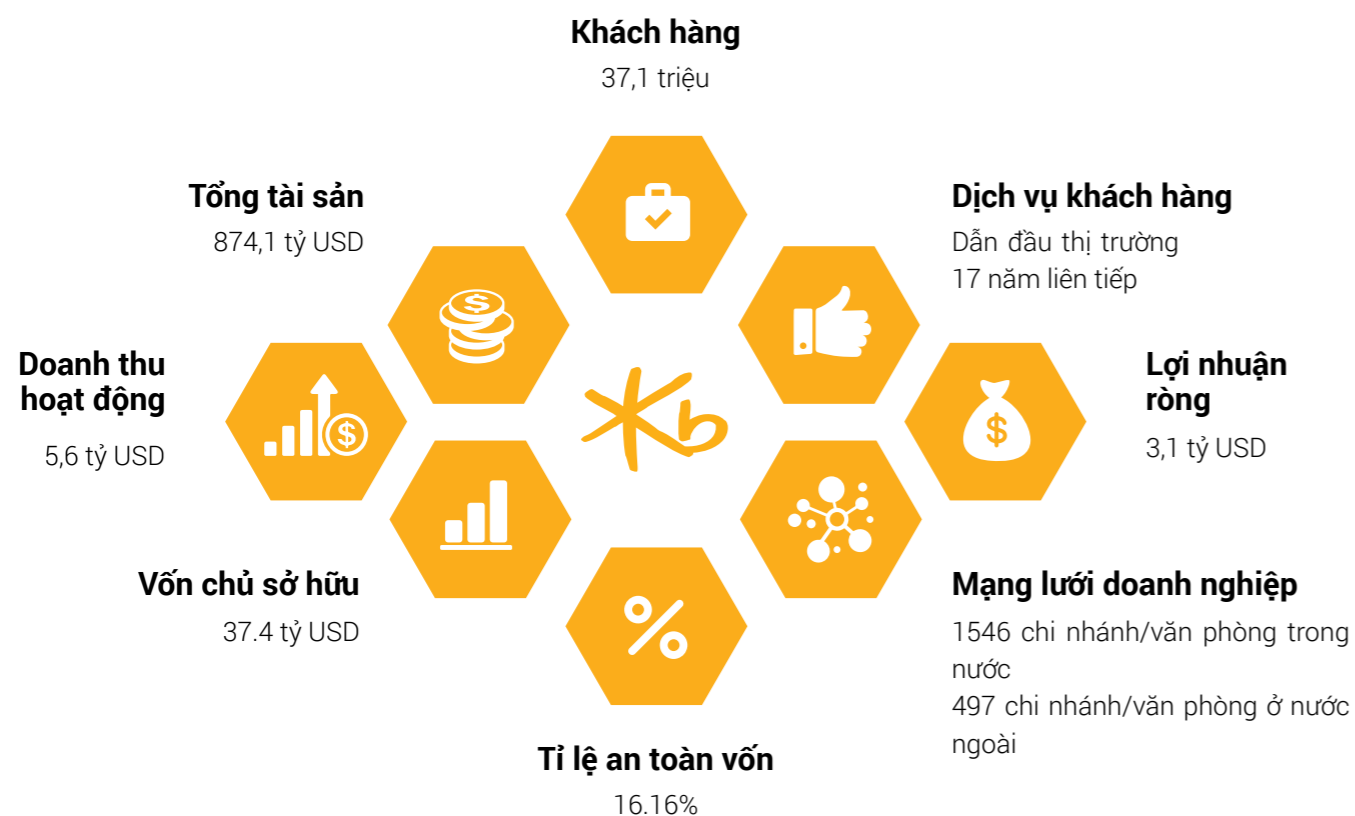 Khách hàng
37,1 triệu
Tổng tài sản
874,1 tỷ USD
Dịch vụ khách hàng
Dẫn đầu thị trường
17 năm liên tiếp
Doanh thu
hoạt động
5,6 tỷ USD
Kb
Lợi nhuận
ròng
3,1 tỷ USD
Vốn chủ sở hữu
37.4 tỷ USD
Mạng lưới doanh nghiệp
1546 chi nhánh/văn phòng trong
nước
497 chi nhánh/văn phòng ở nước
ngoài
Tỉ lệ an toàn vốn
16.16%